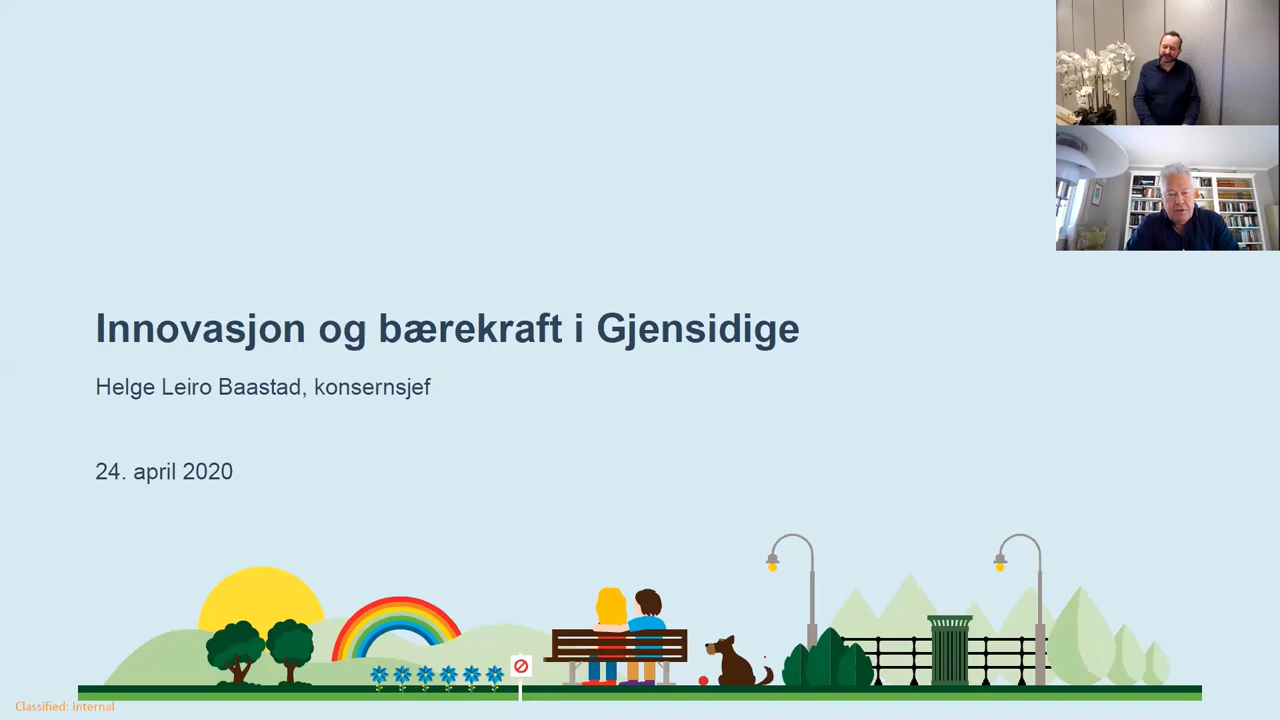 Innovasjon og bærekraft i Gjensidige
Helge Leiro Baastad, konsernsjef
24. april 2020
Classified: Internal